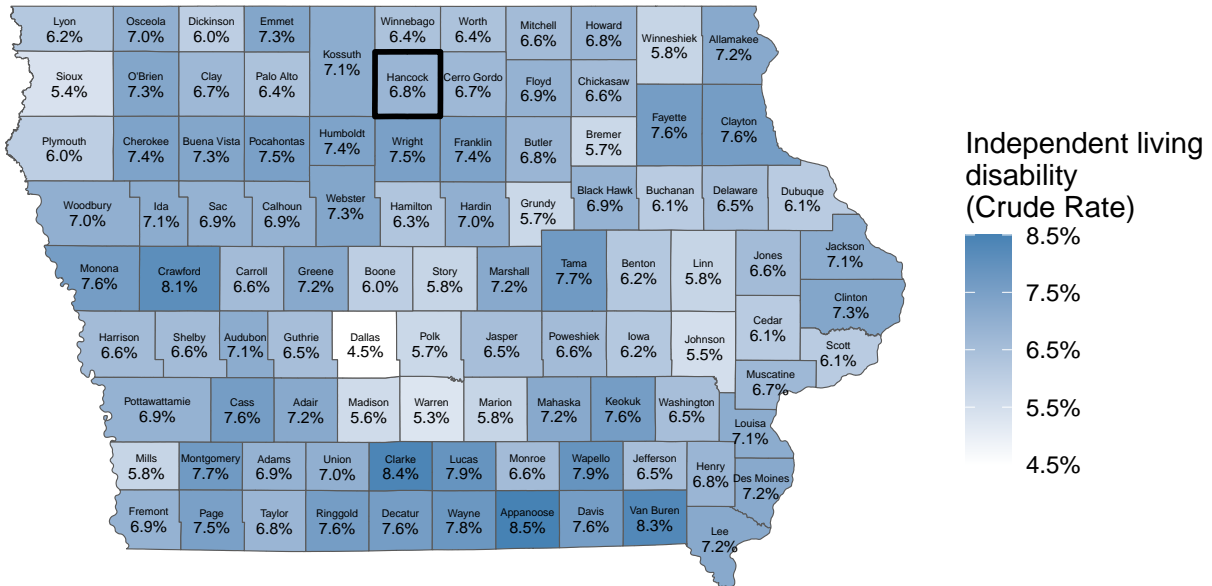 Lyon
6.2%
Osceola
7.0%
Dickinson
6.0%
Emmet
7.3%
Kossuth
7.1%
Winnebago
6.4%
Worth
6.4%
Mitchell
6.6%
Howard
6.8%
Winneshiek
5.8%
Allamakee
7.2%
Sioux
5.4%
O'Brien
7.3%
Clay
6.7%
Palo Alto
6.4%
Hancock
6.8%
Cerro Gordo
6.7%
Floyd
6.9%
Chickasaw
6.6%
Fayette
7.6%
Clayton
7.6%
Plymouth
6.0%
Cherokee
7.4%
Buena Vista
7.3%
Pocahontas
7.5%
Humboldt
7.4%
Wright
7.5%
Franklin
7.4%
Butler
6.8%
Bremer
5.7%
Woodbury
7.0%
Ida
7.1%
Sac
6.9%
Calhoun
6.9%
Webster
7.3%
Hamilton
6.3%
Hardin
7.0%
Grundy
5.7%
Black Hawk
6.9%
Buchanan
6.1%
Delaware
6.5%
Dubuque
6.1%
Monona
7.6%
Crawford
8.1%
Carroll
6.6%
Greene
7.2%
Boone
6.0%
Story
5.8%
Marshall
7.2%
Tama
7.7%
Benton
6.2%
Linn
5.8%
Jones
6.6%
Jackson
7.1%
Clinton
7.3%
Harrison
6.6%
Shelby
6.6%
Audubon
7.1%
Guthrie
6.5%
Dallas
4.5%
Polk
5.7%
Jasper
6.5%
Poweshiek
6.6%
Iowa
6.2%
Johnson
5.5%
Cedar
6.1%
Scott
6.1%
Muscatine
6.7%
Pottawattamie
6.9%
Cass
7.6%
Adair
7.2%
Madison
5.6%
Warren
5.3%
Marion
5.8%
Mahaska
7.2%
Keokuk
7.6%
Washington
6.5%
Louisa
7.1%
Mills
5.8%
Montgomery
7.7%
Adams
6.9%
Union
7.0%
Clarke
8.4%
Lucas
7.9%
Monroe
6.6%
Wapello
7.9%
Jefferson
6.5%
Henry
6.8%
Des Moines
7.2%
Fremont
6.9%
Page
7.5%
Taylor
6.8%
Ringgold
7.6%
Decatur
7.6%
Wayne
7.8%
Appanoose
8.5%
Davis
7.6%
Van Buren
8.3%
Lee
7.2%
Independent living
disability
(Crude Rate)
8.5%
7.5%
6.5%
5.5%
4.5%